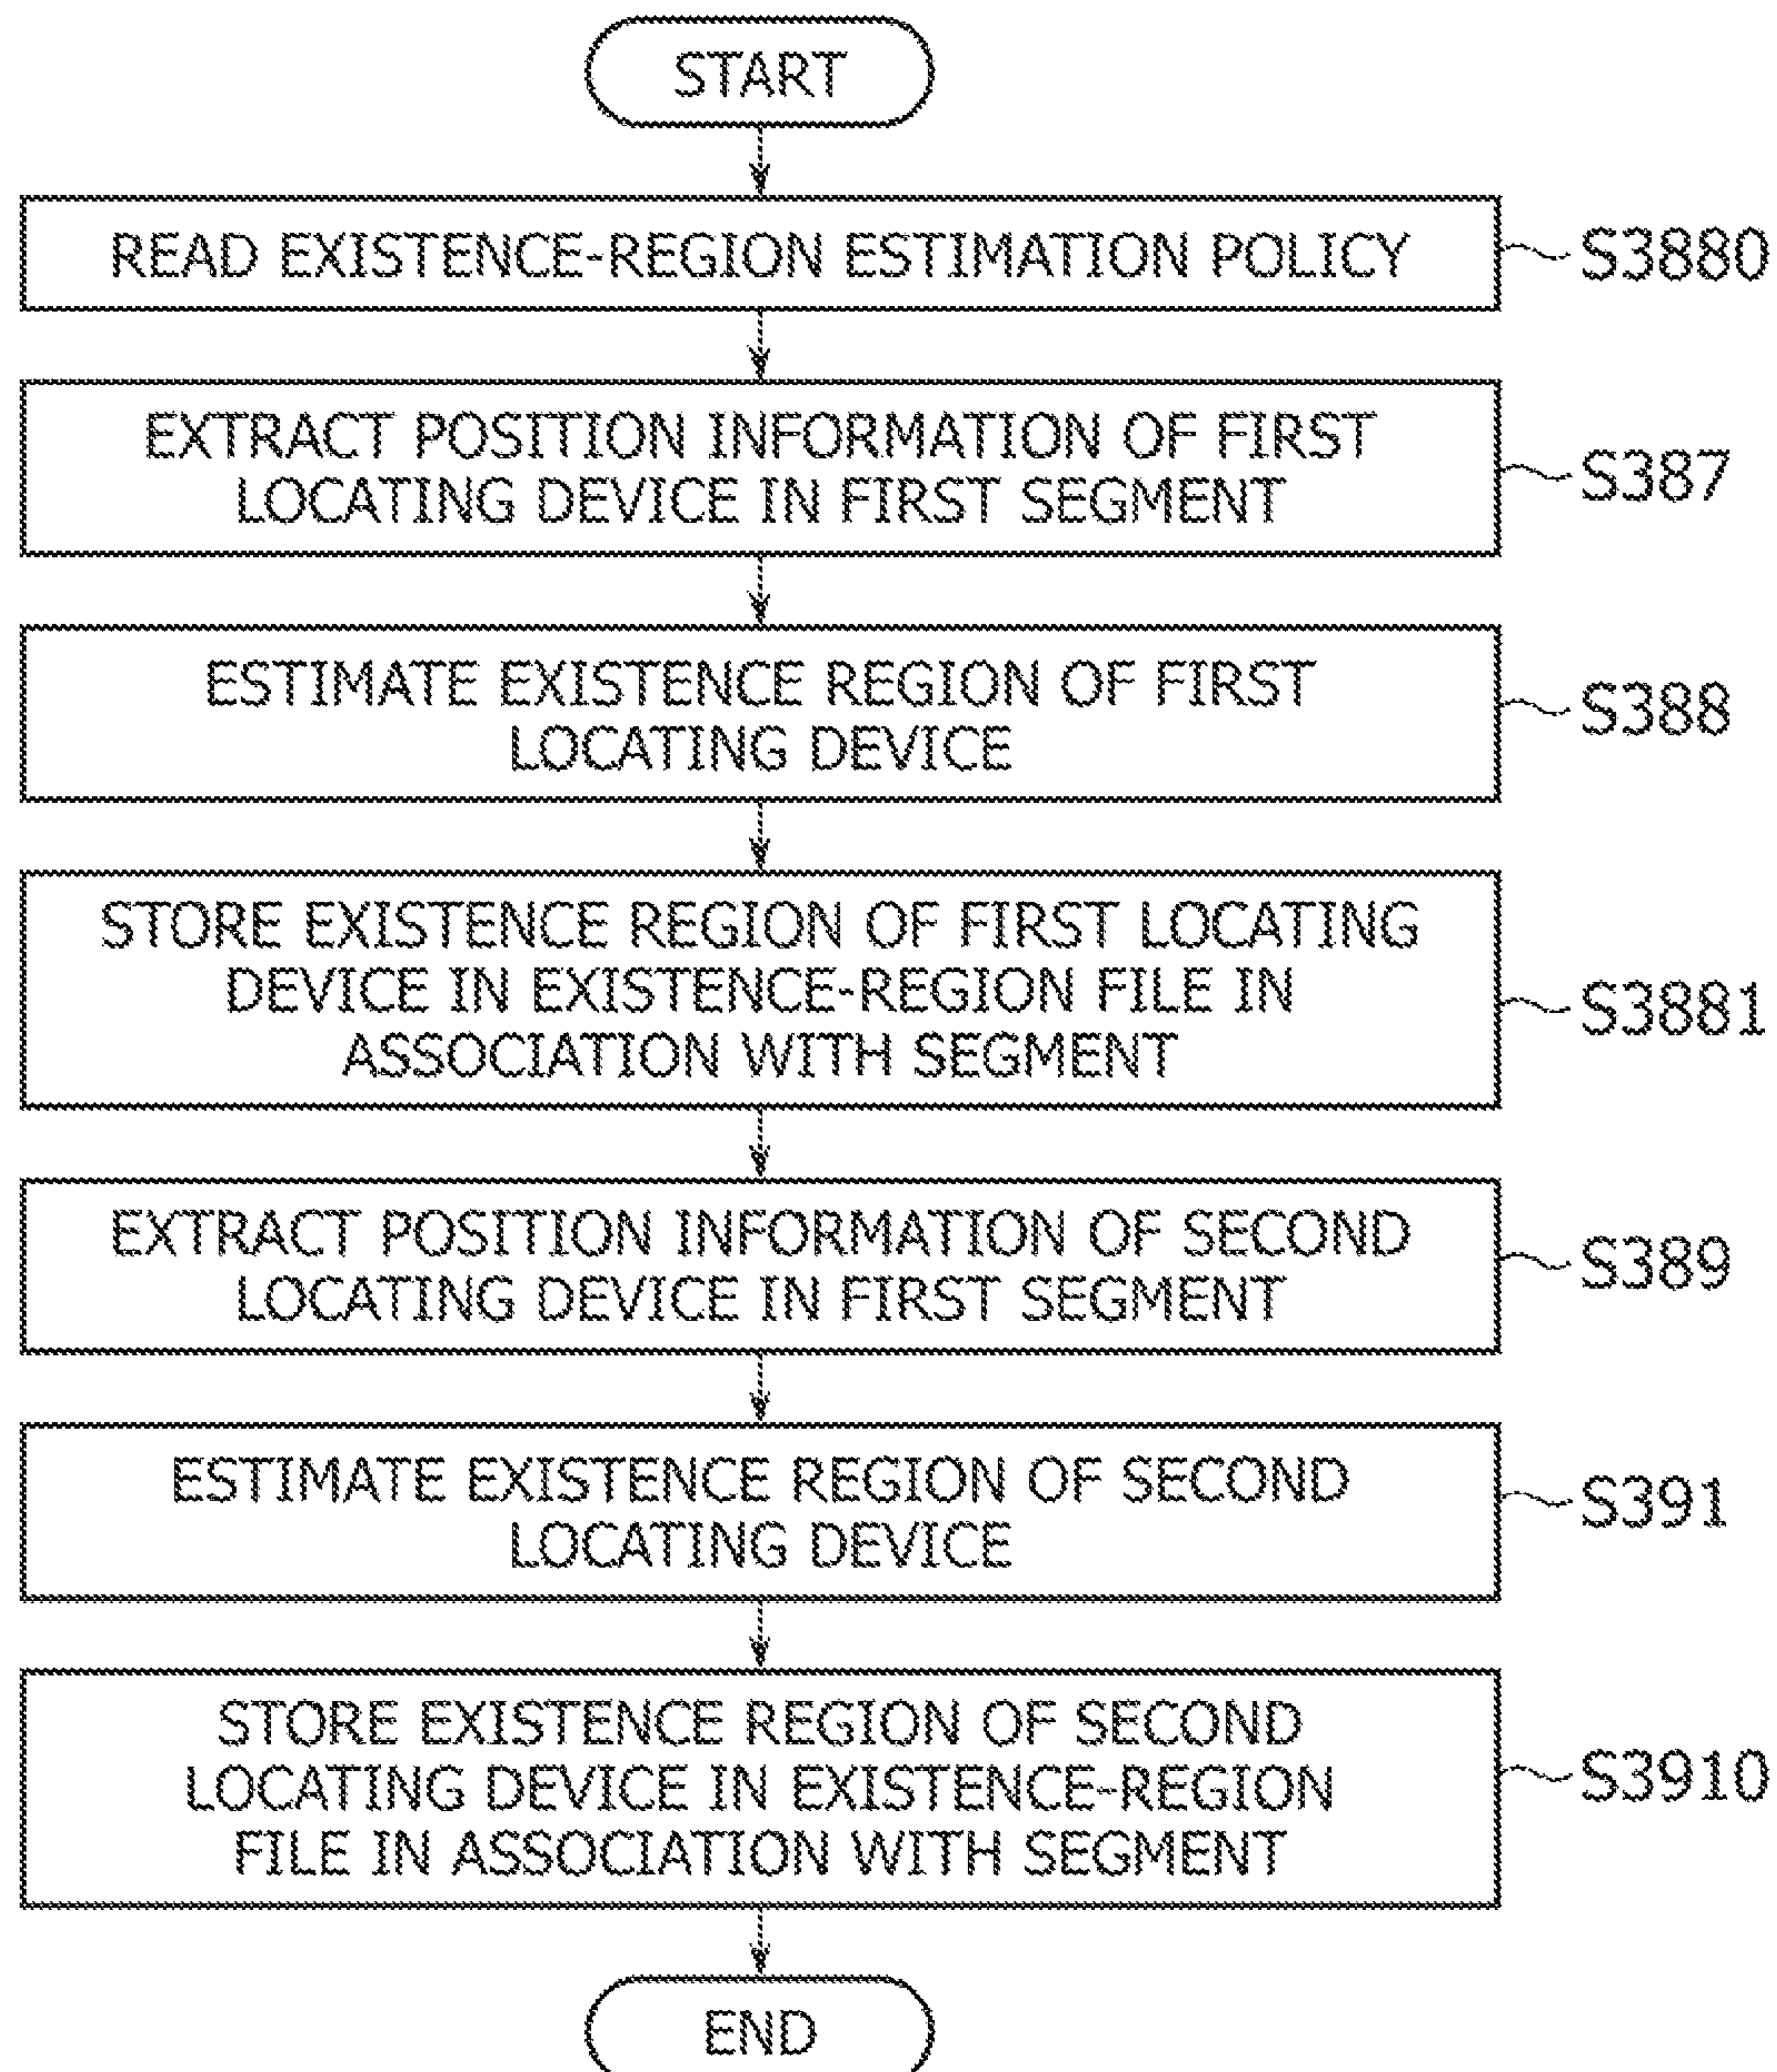 START
READ EXISTENCE-REGION ESTIMATION POLICY
S3880
EXTRACT POSITION INFORMATION OF FIRST
LOCATING DEVICE IN FIRST SEGMENT
S387
ESTIMATE EXISTENCE REGION OF FIRST
LOCATING DEVICE
S388
STORE EXISTENCE REGION OF FIRST LOCATING
DEVICE IN EXISTENCE-REGION FILE IN
ASSOCIATION WITH SEGMENT
S3881
EXTRACT POSITION INFORMATION OF SECOND
LOCATING DEVICE IN FIRST SEGMENT
S389
ESTIMATE EXISTENCE REGION OF SECOND
LOCATING DEVICE
S391
STORE EXISTENCE REGION OF SECOND
LOCATING DEVICE IN EXISTENCE-REGION
FILE IN ASSOCIATION WITH SEGMENT
S3910
END